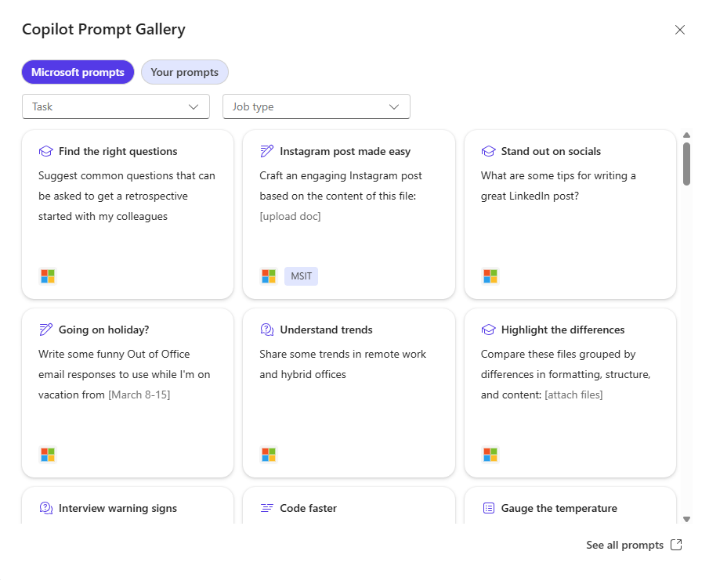 Copilot Prompt Gallery
Microsoft prompts
Your prompts
Task
Job type
Find the right questions
Suggest common questions that can
be asked to get a retrospective
started with my colleagues
Instagram post made easy
Craft an engaging Instagram post
based on the content of this file:
[upload doc]
MSIT
Stand out on socials
What are some tips for writing a
great LinkedIn post?
Going on holiday?
Write some funny Out of Office
email responses to use while I'm on
vacation from [March 8-15]
Understand trends
Share some trends in remote work
and hybrid offices
Highlight the differences
Compare these files grouped by
differences in formatting, structure,
and content: [attach files]
Interview warning signs
Code faster
Gauge the temperature
See all prompts